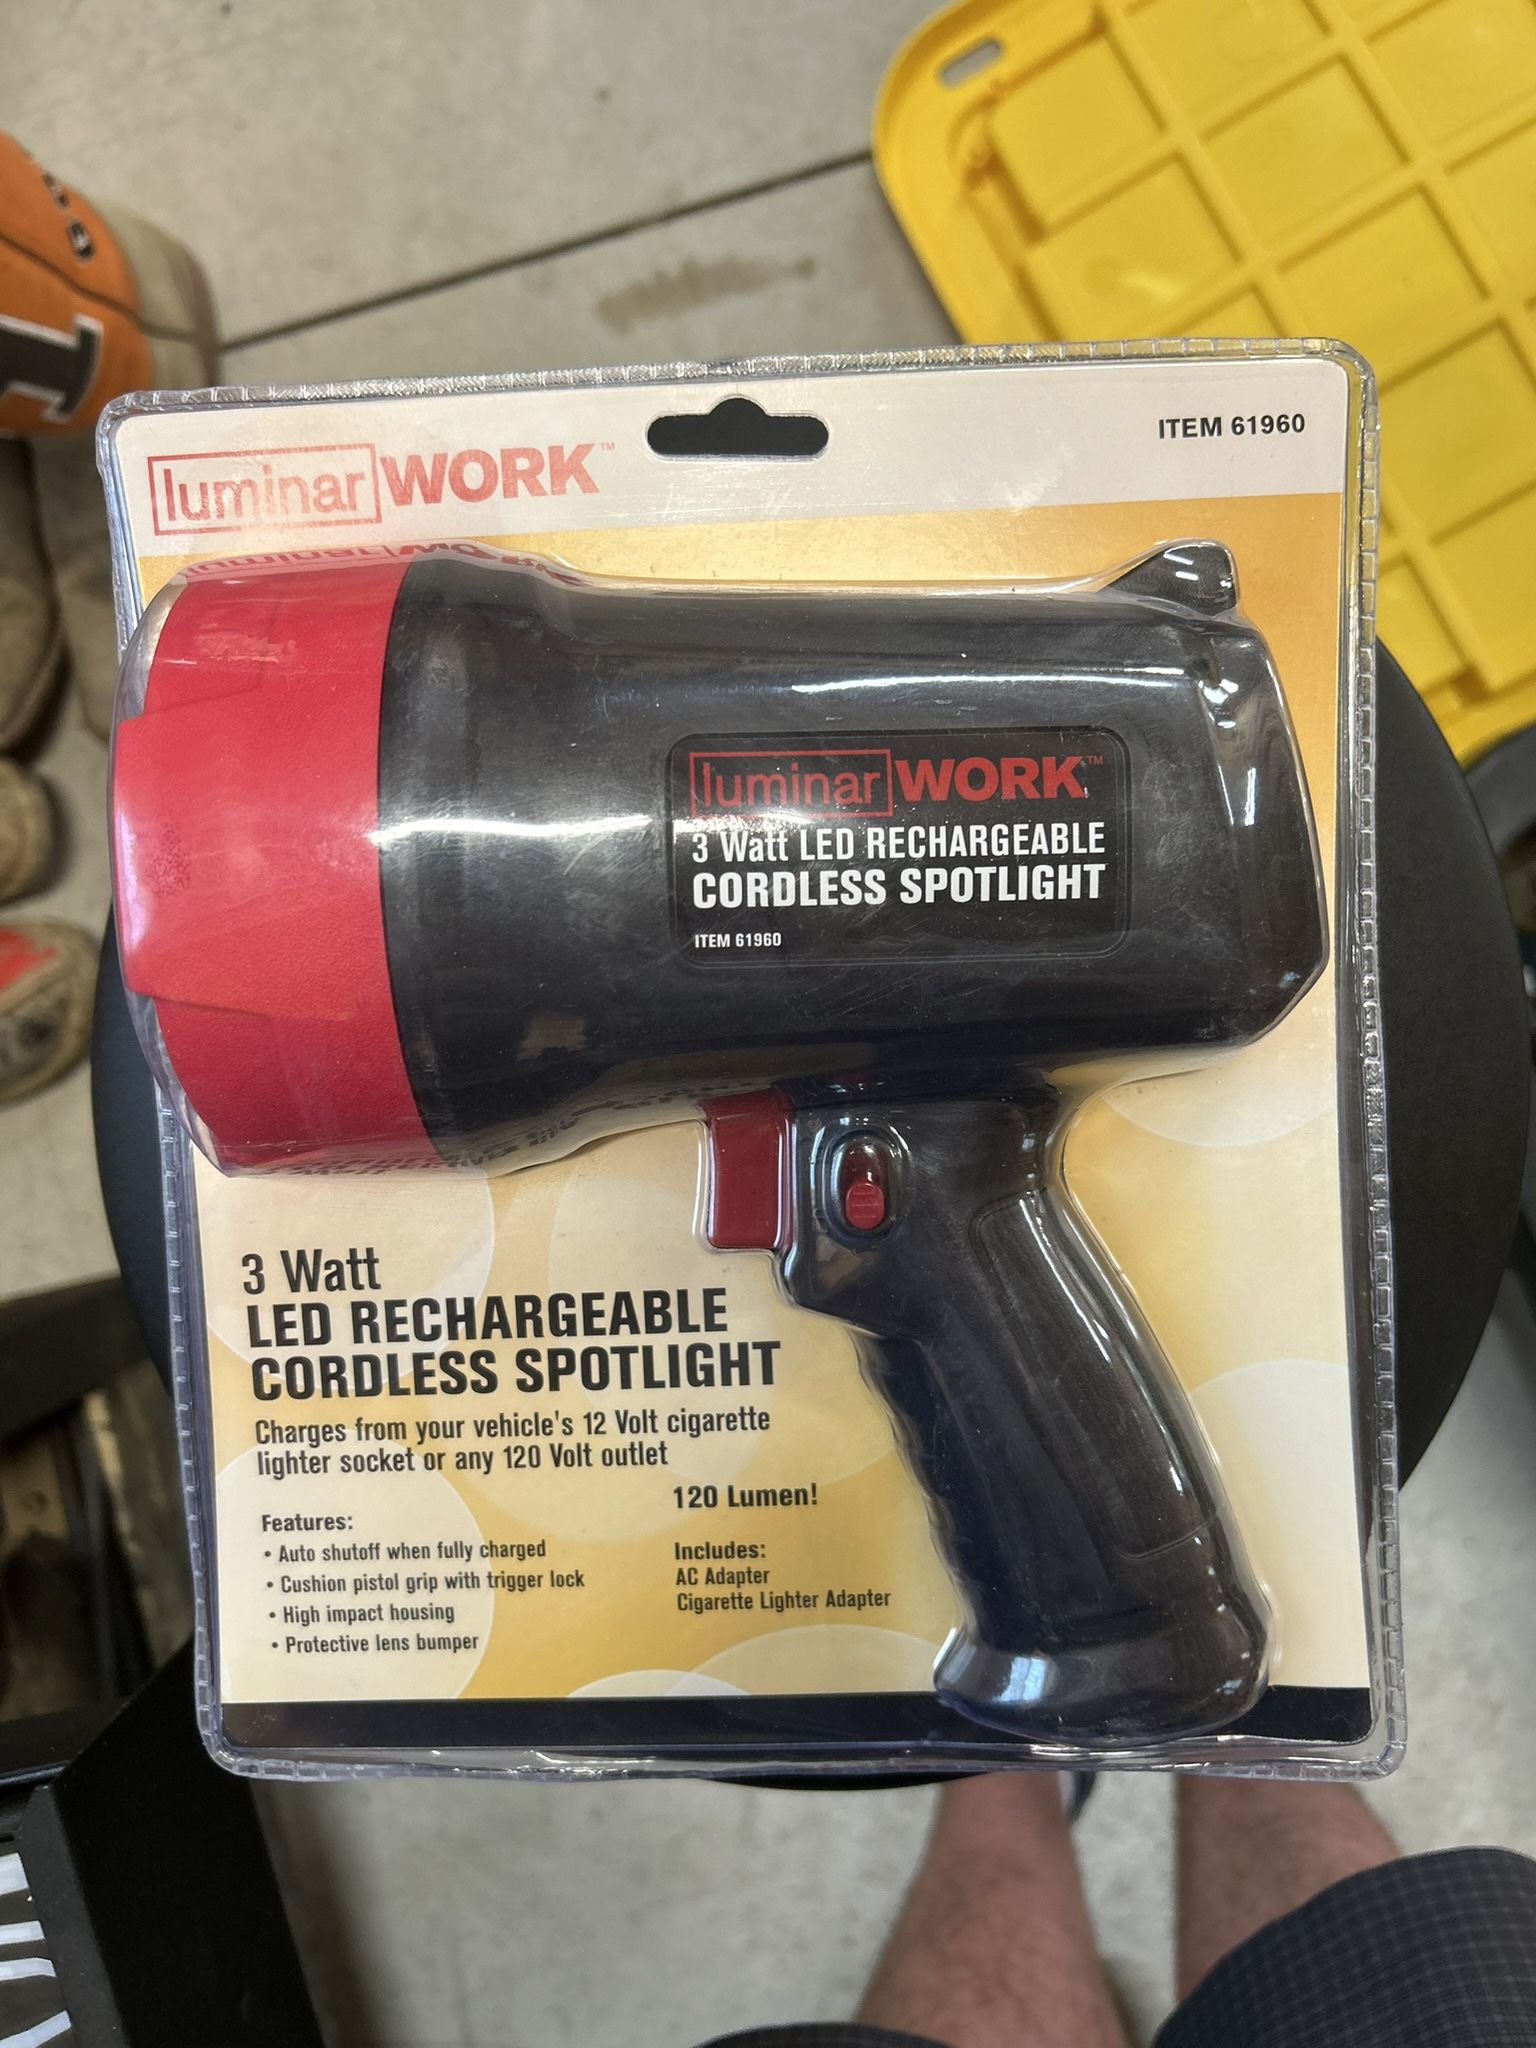 luminar WORK™
ITEM 61960
luminar WORK™
3 Watt LED RECHARGEABLE
CORDLESS SPOTLIGHT
ITEM 61960
3 Watt
LED RECHARGEABLE
CORDLESS SPOTLIGHT
Charges from your vehicle's 12 Volt cigarette
lighter socket or any 120 Volt outlet
120 Lumen!
Features:
• Auto shutoff when fully charged
• Cushion pistol grip with trigger lock
• High impact housing
• Protective lens bumper
Includes:
AC Adapter
Cigarette Lighter Adapter